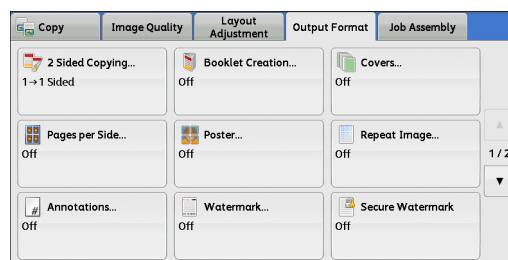 Copy
Image Quality
Layout
Adjustment
Output Format
Job Assembly
2 Sided Copying...
1→1 Sided
Booklet Creation...
Off
Covers...
Off
Pages per Side...
Off
Poster...
Off
Repeat Image...
Off
1/2
Annotations...
Off
Watermark...
Off
Secure Watermark
Off